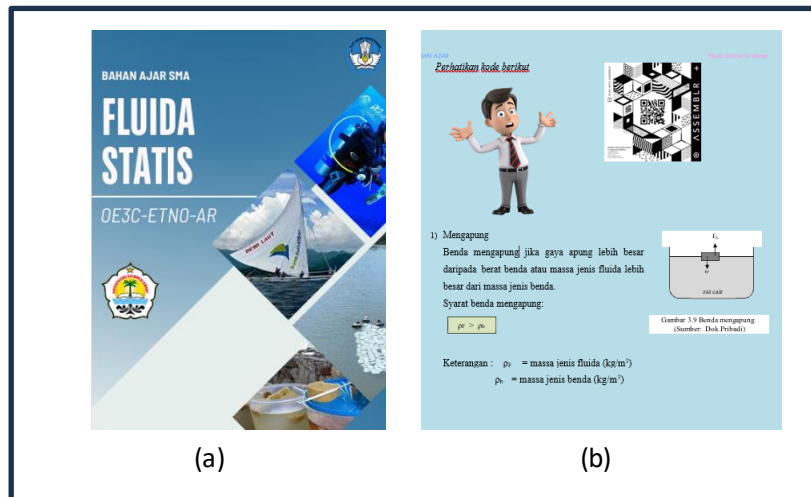 BAHAN AJAR SMA
FLUIDA
STATIS
OE3C-ETNO-AR
DEWI LAUT
(a)
Perhatikan kode berikut
ASSEMBLR
1) Mengapung
Benda mengapung jika gaya apung lebih besar
daripada berat benda atau massa jenis fluida lebih
besar dari massa jenis benda.
Syarat benda mengapung:
ρF > ρb
zat cair
Gambar 3.9 Benda mengapung
(Sumber: Dok.Pribadi)
Keterangan : ρF = massa jenis fluida (kg/m³)
ρb = massa jenis benda (kg/m³)
(b)